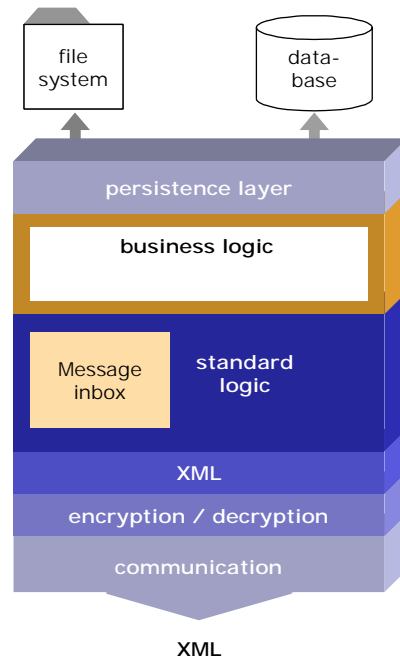 file
system
data-
base
persistence layer
business logic
Message
inbox
standard
logic
XML
encryption / decryption
communication
XML